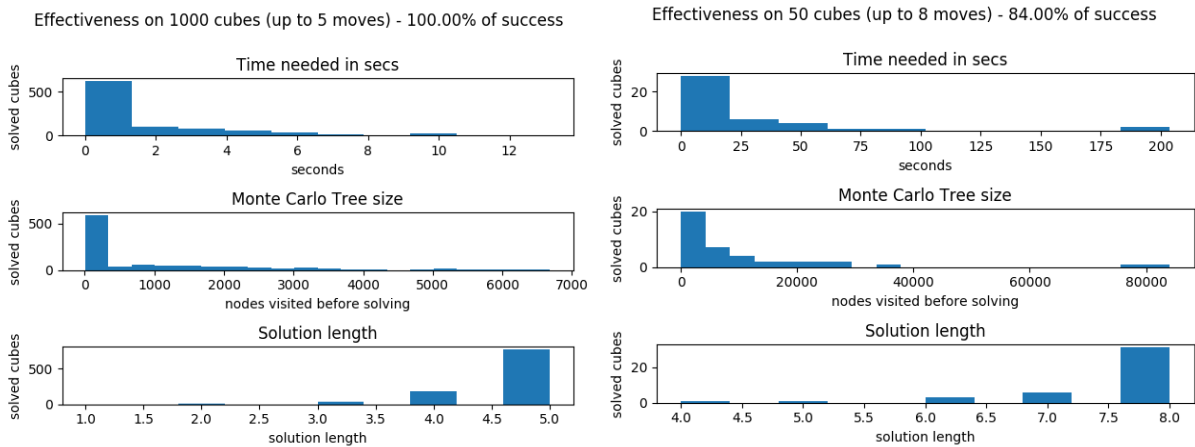 Effectiveness on 1000 cubes (up to 5 moves) - 100.00% of success
Time needed in secs
solved cubes
500
0
0 2 4 6 8 10 12
seconds
Monte Carlo Tree size
solved cubes
500
0
0 1000 2000 3000 4000 5000 6000 7000
nodes visited before solving
Solution length
solved cubes
500
0
1.0 1.5 2.0 2.5 3.0 3.5 4.0 4.5 5.0
solution length
Effectiveness on 50 cubes (up to 8 moves) - 84.00% of success
Time needed in secs
solved cubes
20
0
0 25 50 75 100 125 150 175 200
seconds
Monte Carlo Tree size
solved cubes
20
0
0 20000 40000 60000 80000
nodes visited before solving
Solution length
solved cubes
20
0
4.0 4.5 5.0 5.5 6.0 6.5 7.0 7.5 8.0
solution length